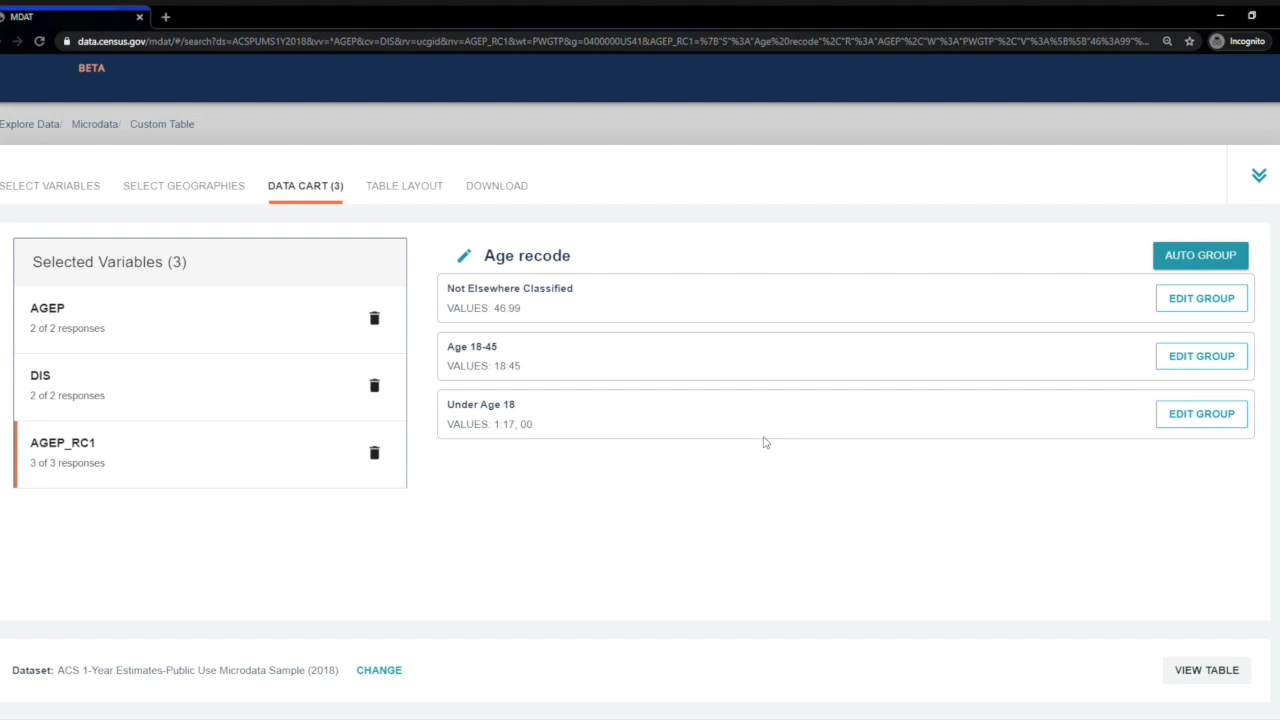 MDAT
data.census.gov/mdat/#/search?ds=ACSPUMS1Y2018&vv=*AGEP&cv=DIS&rv=ucgid&nv=AGEP_RC1&wt=PWGTP&g=0400000US41&AGEP_RC1=%7B"S"%3A"Age%20recode"%2C"R"%3A"AGEP"%2C"W"%3A"PWGTP"%2C"V"%3A%5B%5B"46%3A99"%...
Incognito
BETA
Explore Data/ Microdata/ Custom Table
SELECT VARIABLES SELECT GEOGRAPHIES DATA CART (3) TABLE LAYOUT DOWNLOAD
Selected Variables (3)
AGEP
2 of 2 responses
DIS
2 of 2 responses
AGEP_RC1
3 of 3 responses
Age recode
AUTO GROUP
Not Elsewhere Classified
VALUES: 46:99
EDIT GROUP
Age 18-45
VALUES: 18:45
EDIT GROUP
Under Age 18
VALUES: 1:17, 00
EDIT GROUP
Dataset: ACS 1-Year Estimates-Public Use Microdata Sample (2018) CHANGE
VIEW TABLE